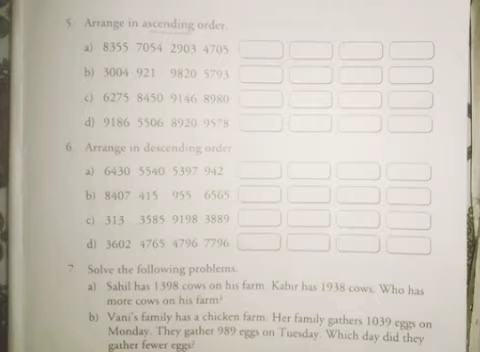 5. Arrange in ascending order.
a) 8355 7054 2903 4705
b) 3004 921 9820 5793
c) 6275 8450 9146 8980
d) 9186 5506 8920 9578
6. Arrange in descending order
a) 6430 5540 5397 942
b) 8407 415 955 6565
c) 313 3585 9198 3889
d) 3602 4765 4796 7796
7. Solve the following problems.
a) Sahil has 1398 cows on his farm. Kabir has 1938 cows. Who has
more cows on his farm?
b) Vani's family has a chicken farm. Her family gathers 1039 eggs on
Monday. They gather 989 eggs on Tuesday. Which day did they
gather fewer eggs?